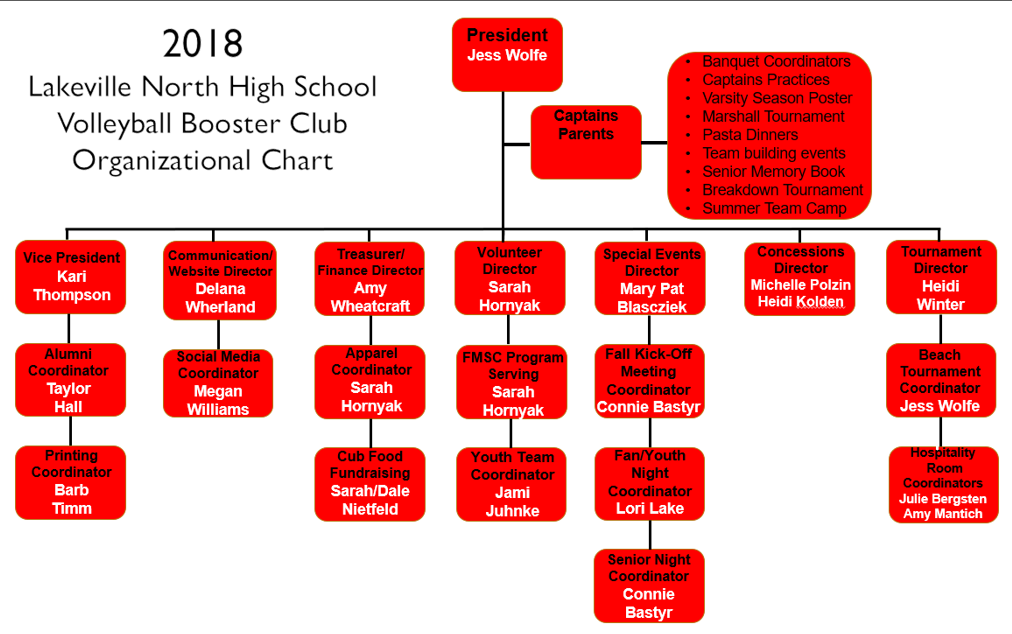 2018
Lakeville North High School
Volleyball Booster Club
Organizational Chart
President
Jess Wolfe
Captains
Parents
• Banquet Coordinators
• Captains Practices
• Varsity Season Poster
• Marshall Tournament
• Pasta Dinners
• Team building events
• Senior Memory Book
• Breakdown Tournament
• Summer Team Camp
Vice President
Kari
Thompson
Communication/
Website Director
Delana
Wherland
Treasurer/
Finance Director
Amy
Wheatcraft
Volunteer
Director
Sarah
Hornyak
Special Events
Director
Mary Pat
Blascziek
Concessions
Director
Michelle Polzin
Heidi Kolden
Tournament
Director
Heidi
Winter
Alumni
Coordinator
Taylor
Hall
Social Media
Coordinator
Megan
Williams
Apparel
Coordinator
Sarah
Hornyak
FMSC Program
Serving
Sarah
Hornyak
Fall Kick-Off
Meeting
Coordinator
Connie Bastyr
Beach
Tournament
Coordinator
Jess Wolfe
Printing
Coordinator
Barb
Timm
Cub Food
Fundraising
Sarah/Dale
Nietfeld
Youth Team
Coordinator
Jami
Juhnke
Fan/Youth
Night
Coordinator
Lori Lake
Hospitality
Room
Coordinators
Julie Bergsten
Amy Mantich
Senior Night
Coordinator
Connie
Bastyr